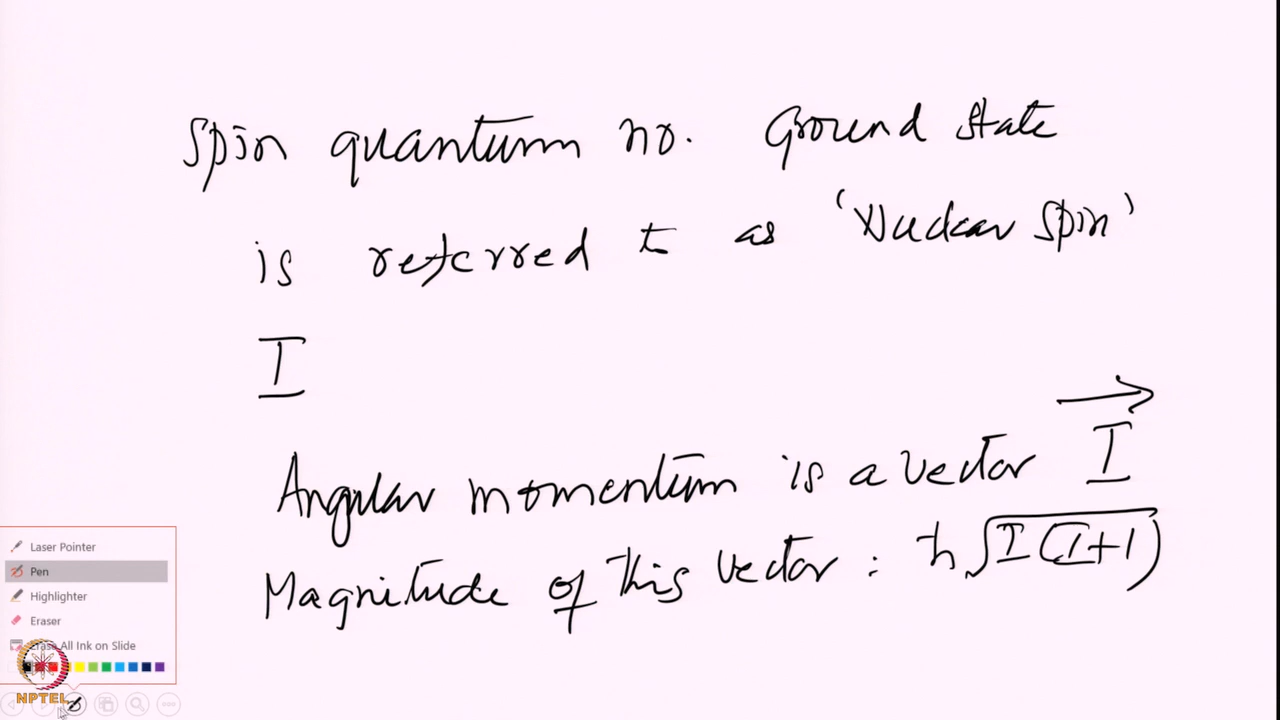 Spin quantum no. Ground State
is referred to as 'Nuclear Spin'
I
Angular momentum is a vector I⃗
Magnitude of this vector : ħ√I(I+1)
Laser Pointer
Pen
Highlighter
Eraser
Erase All Ink on Slide
NPTEL